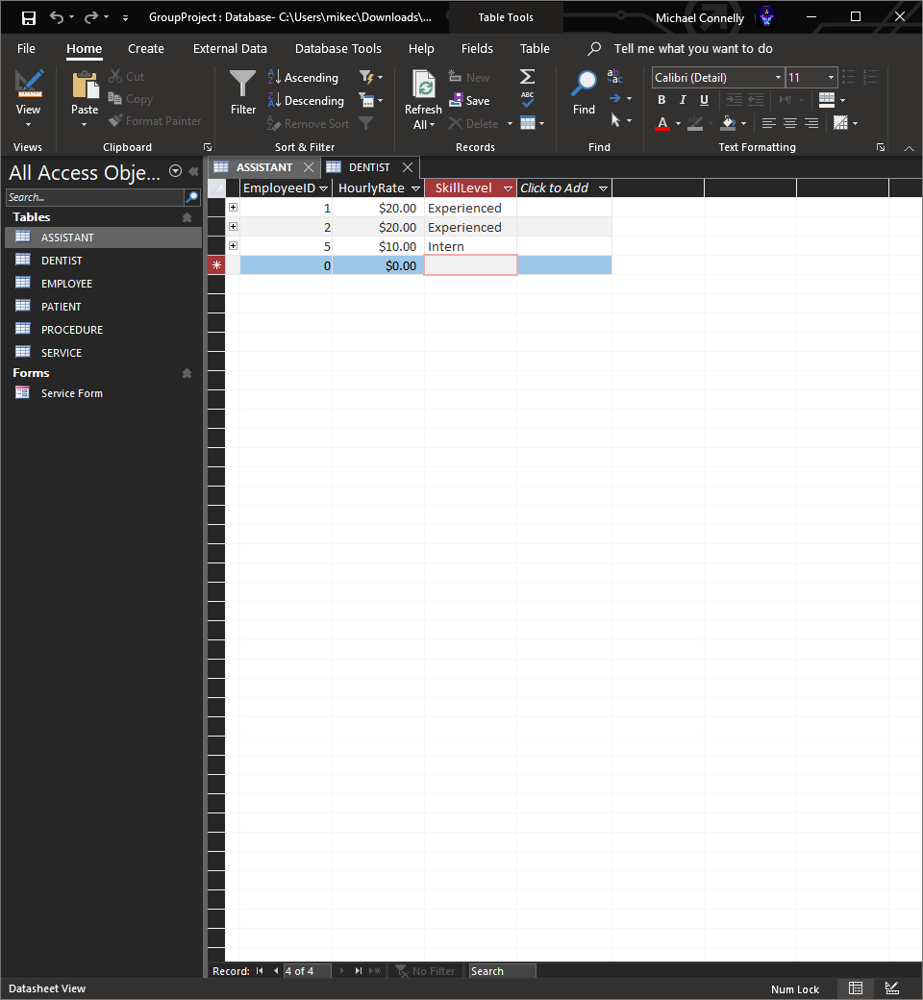 GroupProject : Database- C:\Users\mikec\Downloads\... Table Tools Michael Connelly
File Home Create External Data Database Tools Help Fields Table Tell me what you want to do
View
Views
Paste
Cut
Copy
Format Painter
Clipboard
Filter
Ascending
Descending
Remove Sort
Sort & Filter
Refresh
All
New
Save
Delete
Records
Find
ab
ac
Find
Calibri (Detail) 11
B I U
A
Text Formatting
All Access Obje...
Search...
Tables
ASSISTANT
DENTIST
EMPLOYEE
PATIENT
PROCEDURE
SERVICE
Forms
Service Form
ASSISTANT DENTIST
EmployeeID HourlyRate SkillLevel Click to Add
1 $20.00 Experienced
2 $20.00 Experienced
5 $10.00 Intern
0 $0.00
Record: 4 of 4 No Filter Search
Datasheet View Num Lock